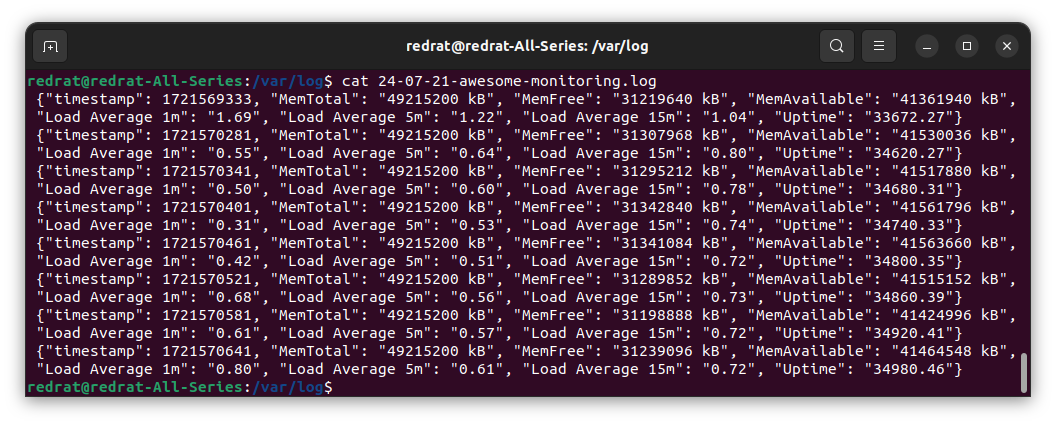 redrat@redrat-All-Series: /var/log
redrat@redrat-All-Series:/var/log$ cat 24-07-21-awesome-monitoring.log
{"timestamp": 1721569333, "MemTotal": "49215200 kB", "MemFree": "31219640 kB", "MemAvailable": "41361940 kB",
"Load Average 1m": "1.69", "Load Average 5m": "1.22", "Load Average 15m": "1.04", "Uptime": "33672.27"}
{"timestamp": 1721570281, "MemTotal": "49215200 kB", "MemFree": "31307968 kB", "MemAvailable": "41530036 kB",
"Load Average 1m": "0.55", "Load Average 5m": "0.64", "Load Average 15m": "0.80", "Uptime": "34620.27"}
{"timestamp": 1721570341, "MemTotal": "49215200 kB", "MemFree": "31295212 kB", "MemAvailable": "41517880 kB",
"Load Average 1m": "0.50", "Load Average 5m": "0.60", "Load Average 15m": "0.78", "Uptime": "34680.31"}
{"timestamp": 1721570401, "MemTotal": "49215200 kB", "MemFree": "31342840 kB", "MemAvailable": "41561796 kB",
"Load Average 1m": "0.31", "Load Average 5m": "0.53", "Load Average 15m": "0.74", "Uptime": "34740.33"}
{"timestamp": 1721570461, "MemTotal": "49215200 kB", "MemFree": "31341084 kB", "MemAvailable": "41563660 kB",
"Load Average 1m": "0.42", "Load Average 5m": "0.51", "Load Average 15m": "0.72", "Uptime": "34800.35"}
{"timestamp": 1721570521, "MemTotal": "49215200 kB", "MemFree": "31289852 kB", "MemAvailable": "41515152 kB",
"Load Average 1m": "0.68", "Load Average 5m": "0.56", "Load Average 15m": "0.73", "Uptime": "34860.39"}
{"timestamp": 1721570581, "MemTotal": "49215200 kB", "MemFree": "31198888 kB", "MemAvailable": "41424996 kB",
"Load Average 1m": "0.61", "Load Average 5m": "0.57", "Load Average 15m": "0.72", "Uptime": "34920.41"}
{"timestamp": 1721570641, "MemTotal": "49215200 kB", "MemFree": "31239096 kB", "MemAvailable": "41464548 kB",
"Load Average 1m": "0.80", "Load Average 5m": "0.61", "Load Average 15m": "0.72", "Uptime": "34980.46"}
redrat@redrat-All-Series:/var/log$